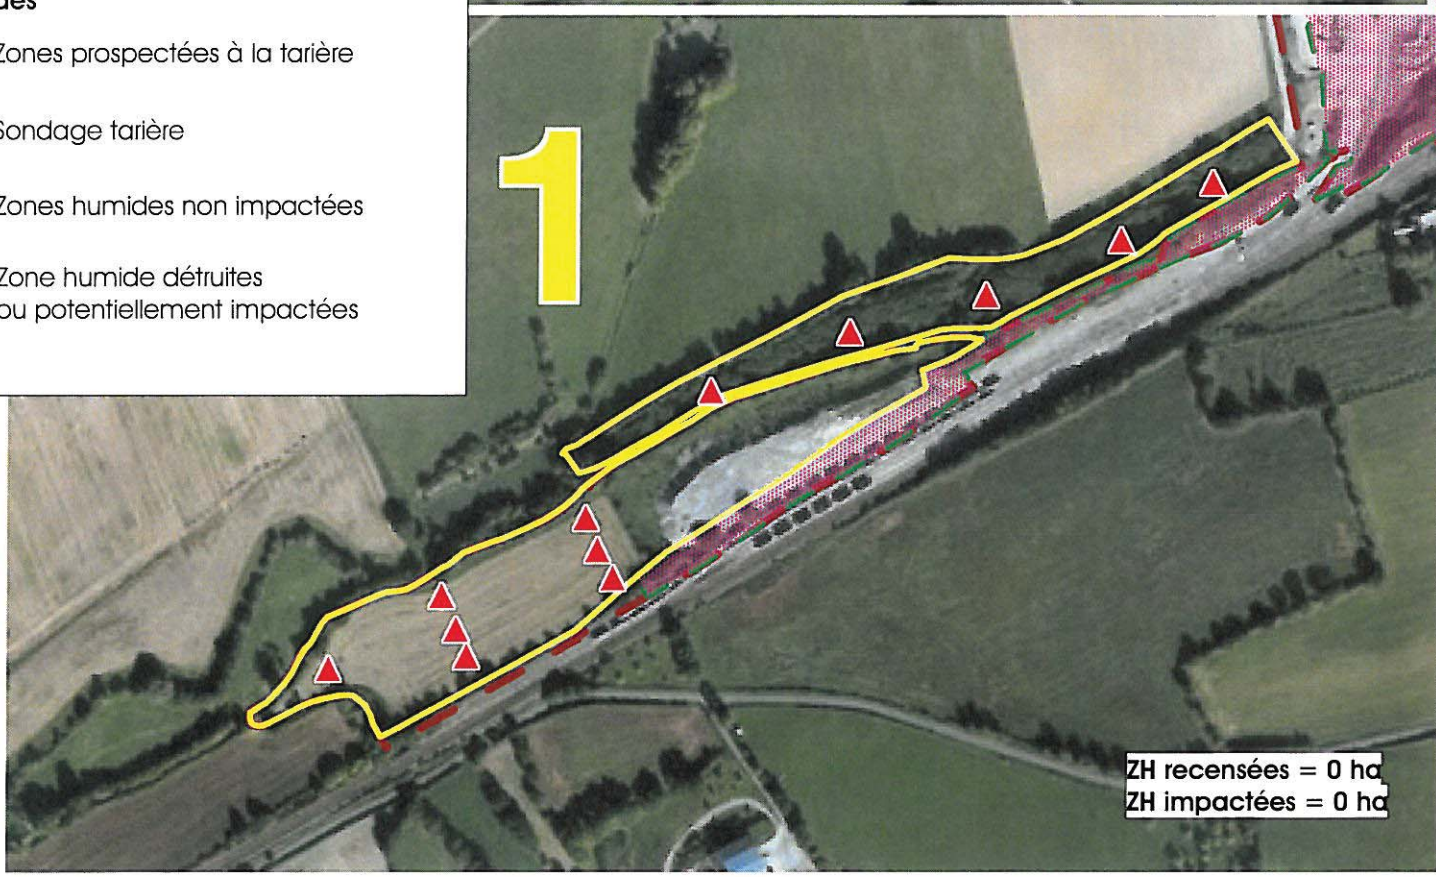 des
Zones prospectées à la tarière
Sondage tarière
Zones humides non impactées
Zone humide détruites
ou potentiellement impactées
1
ZH recensées = 0 ha
ZH impactées = 0 ha